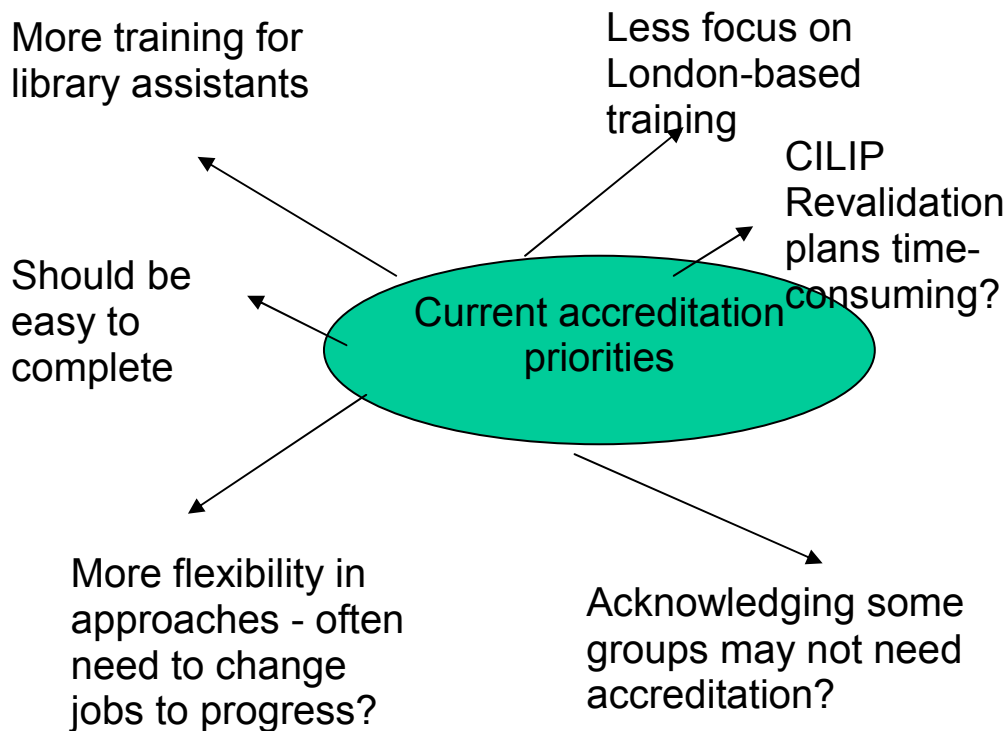 More training for
library assistants
Less focus on
London-based
training
CILIP
Revalidation
plans time-
consuming?
Should be
easy to
complete
Current accreditation
priorities
More flexibility in
approaches - often
need to change
jobs to progress?
Acknowledging some
groups may not need
accreditation?